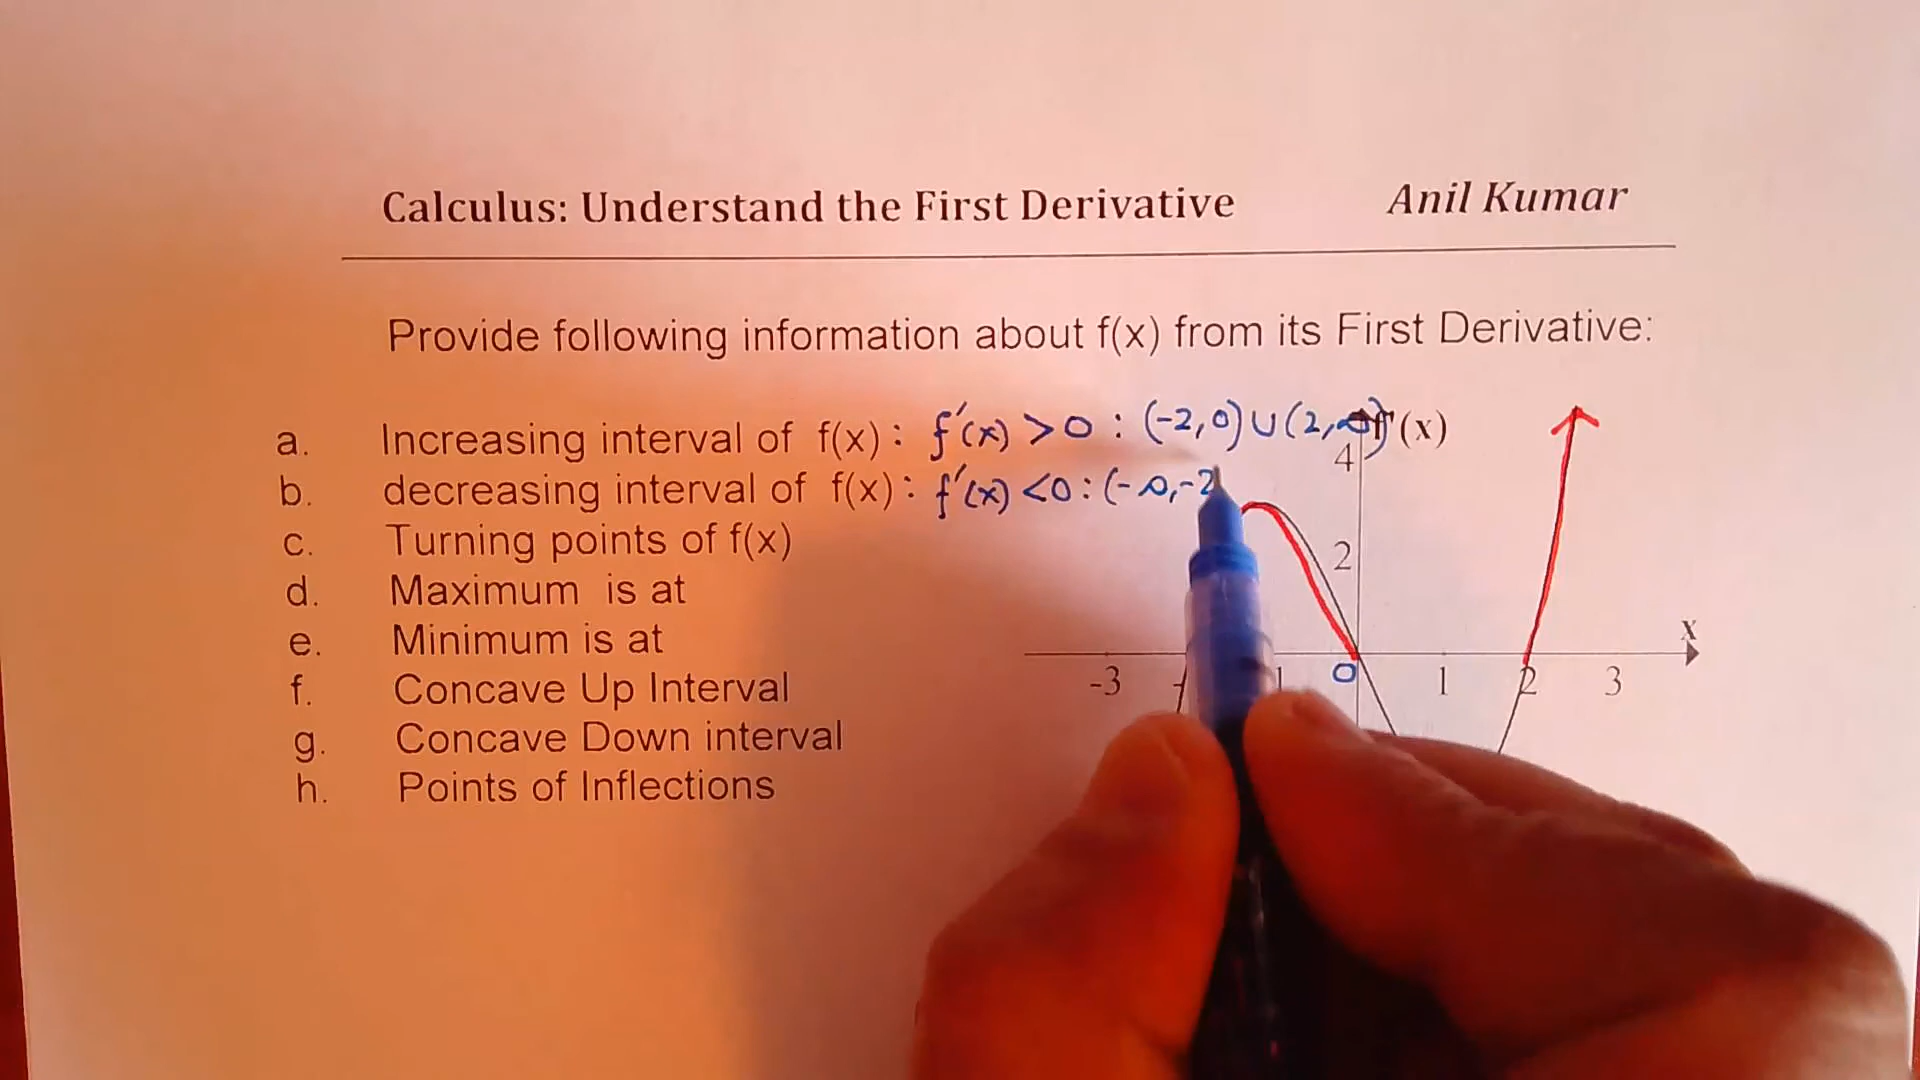 Calculus: Understand the First Derivative Anil Kumar
Provide following information about f(x) from its First Derivative:
a. Increasing interval of f(x) : f'(x) > 0 : (-2,0) ∪ (2,∞) f'(x)
b. decreasing interval of f(x) : f'(x) < 0 : (-∞,-2
c. Turning points of f(x)
d. Maximum is at
e. Minimum is at
f. Concave Up Interval
g. Concave Down interval
h. Points of Inflections
4
2
x
-3 0 1 2 3